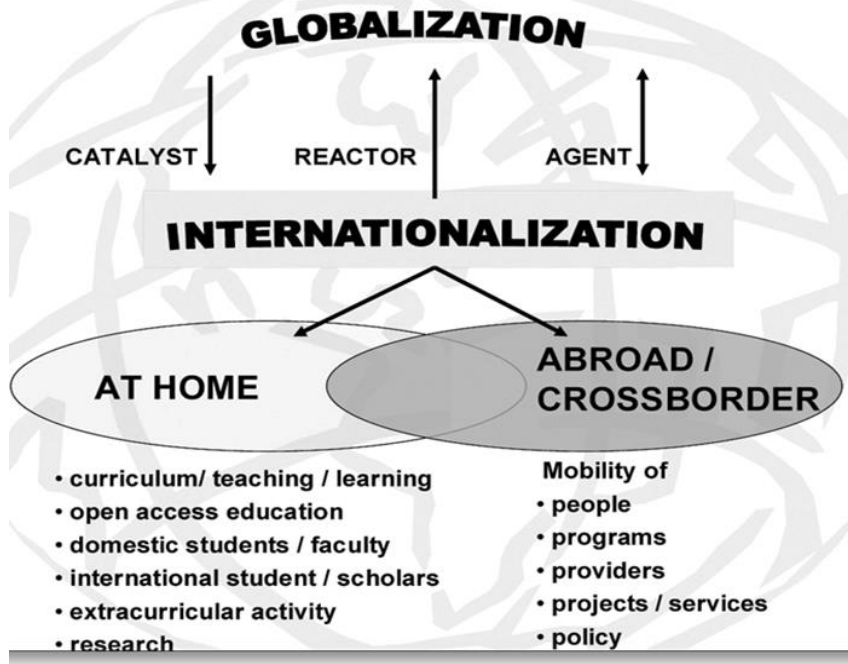 GLOBALIZATION
CATALYST REACTOR AGENT
INTERNATIONALIZATION
AT HOME
ABROAD /
CROSSBORDER
• curriculum/ teaching / learning
• open access education
• domestic students / faculty
• international student / scholars
• extracurricular activity
• research
Mobility of
• people
• programs
• providers
• projects / services
• policy